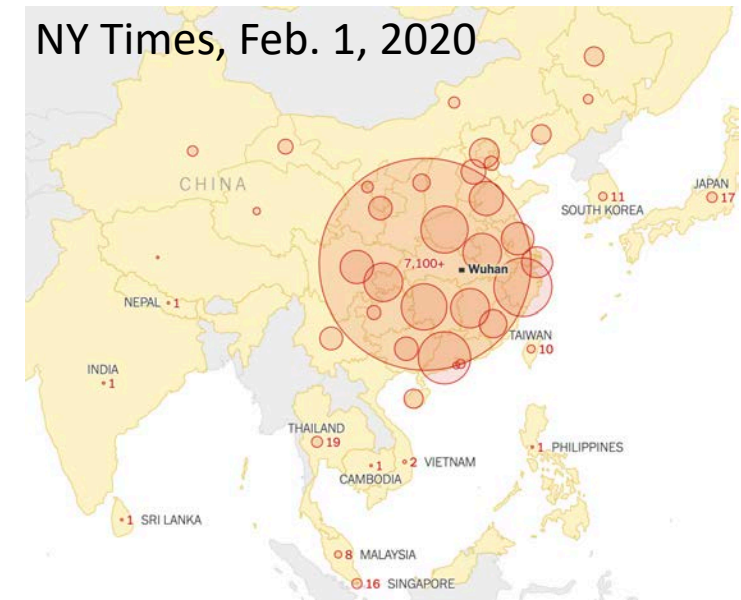 NY Times, Feb. 1, 2020
CHINA
JAPAN
17
11
SOUTH KOREA
7,100+
Wuhan
NEPAL 1
TAIWAN
10
INDIA
1
THAILAND
19
1 PHILIPPINES
2 VIETNAM
1
CAMBODIA
1 SRI LANKA
8 MALAYSIA
16 SINGAPORE